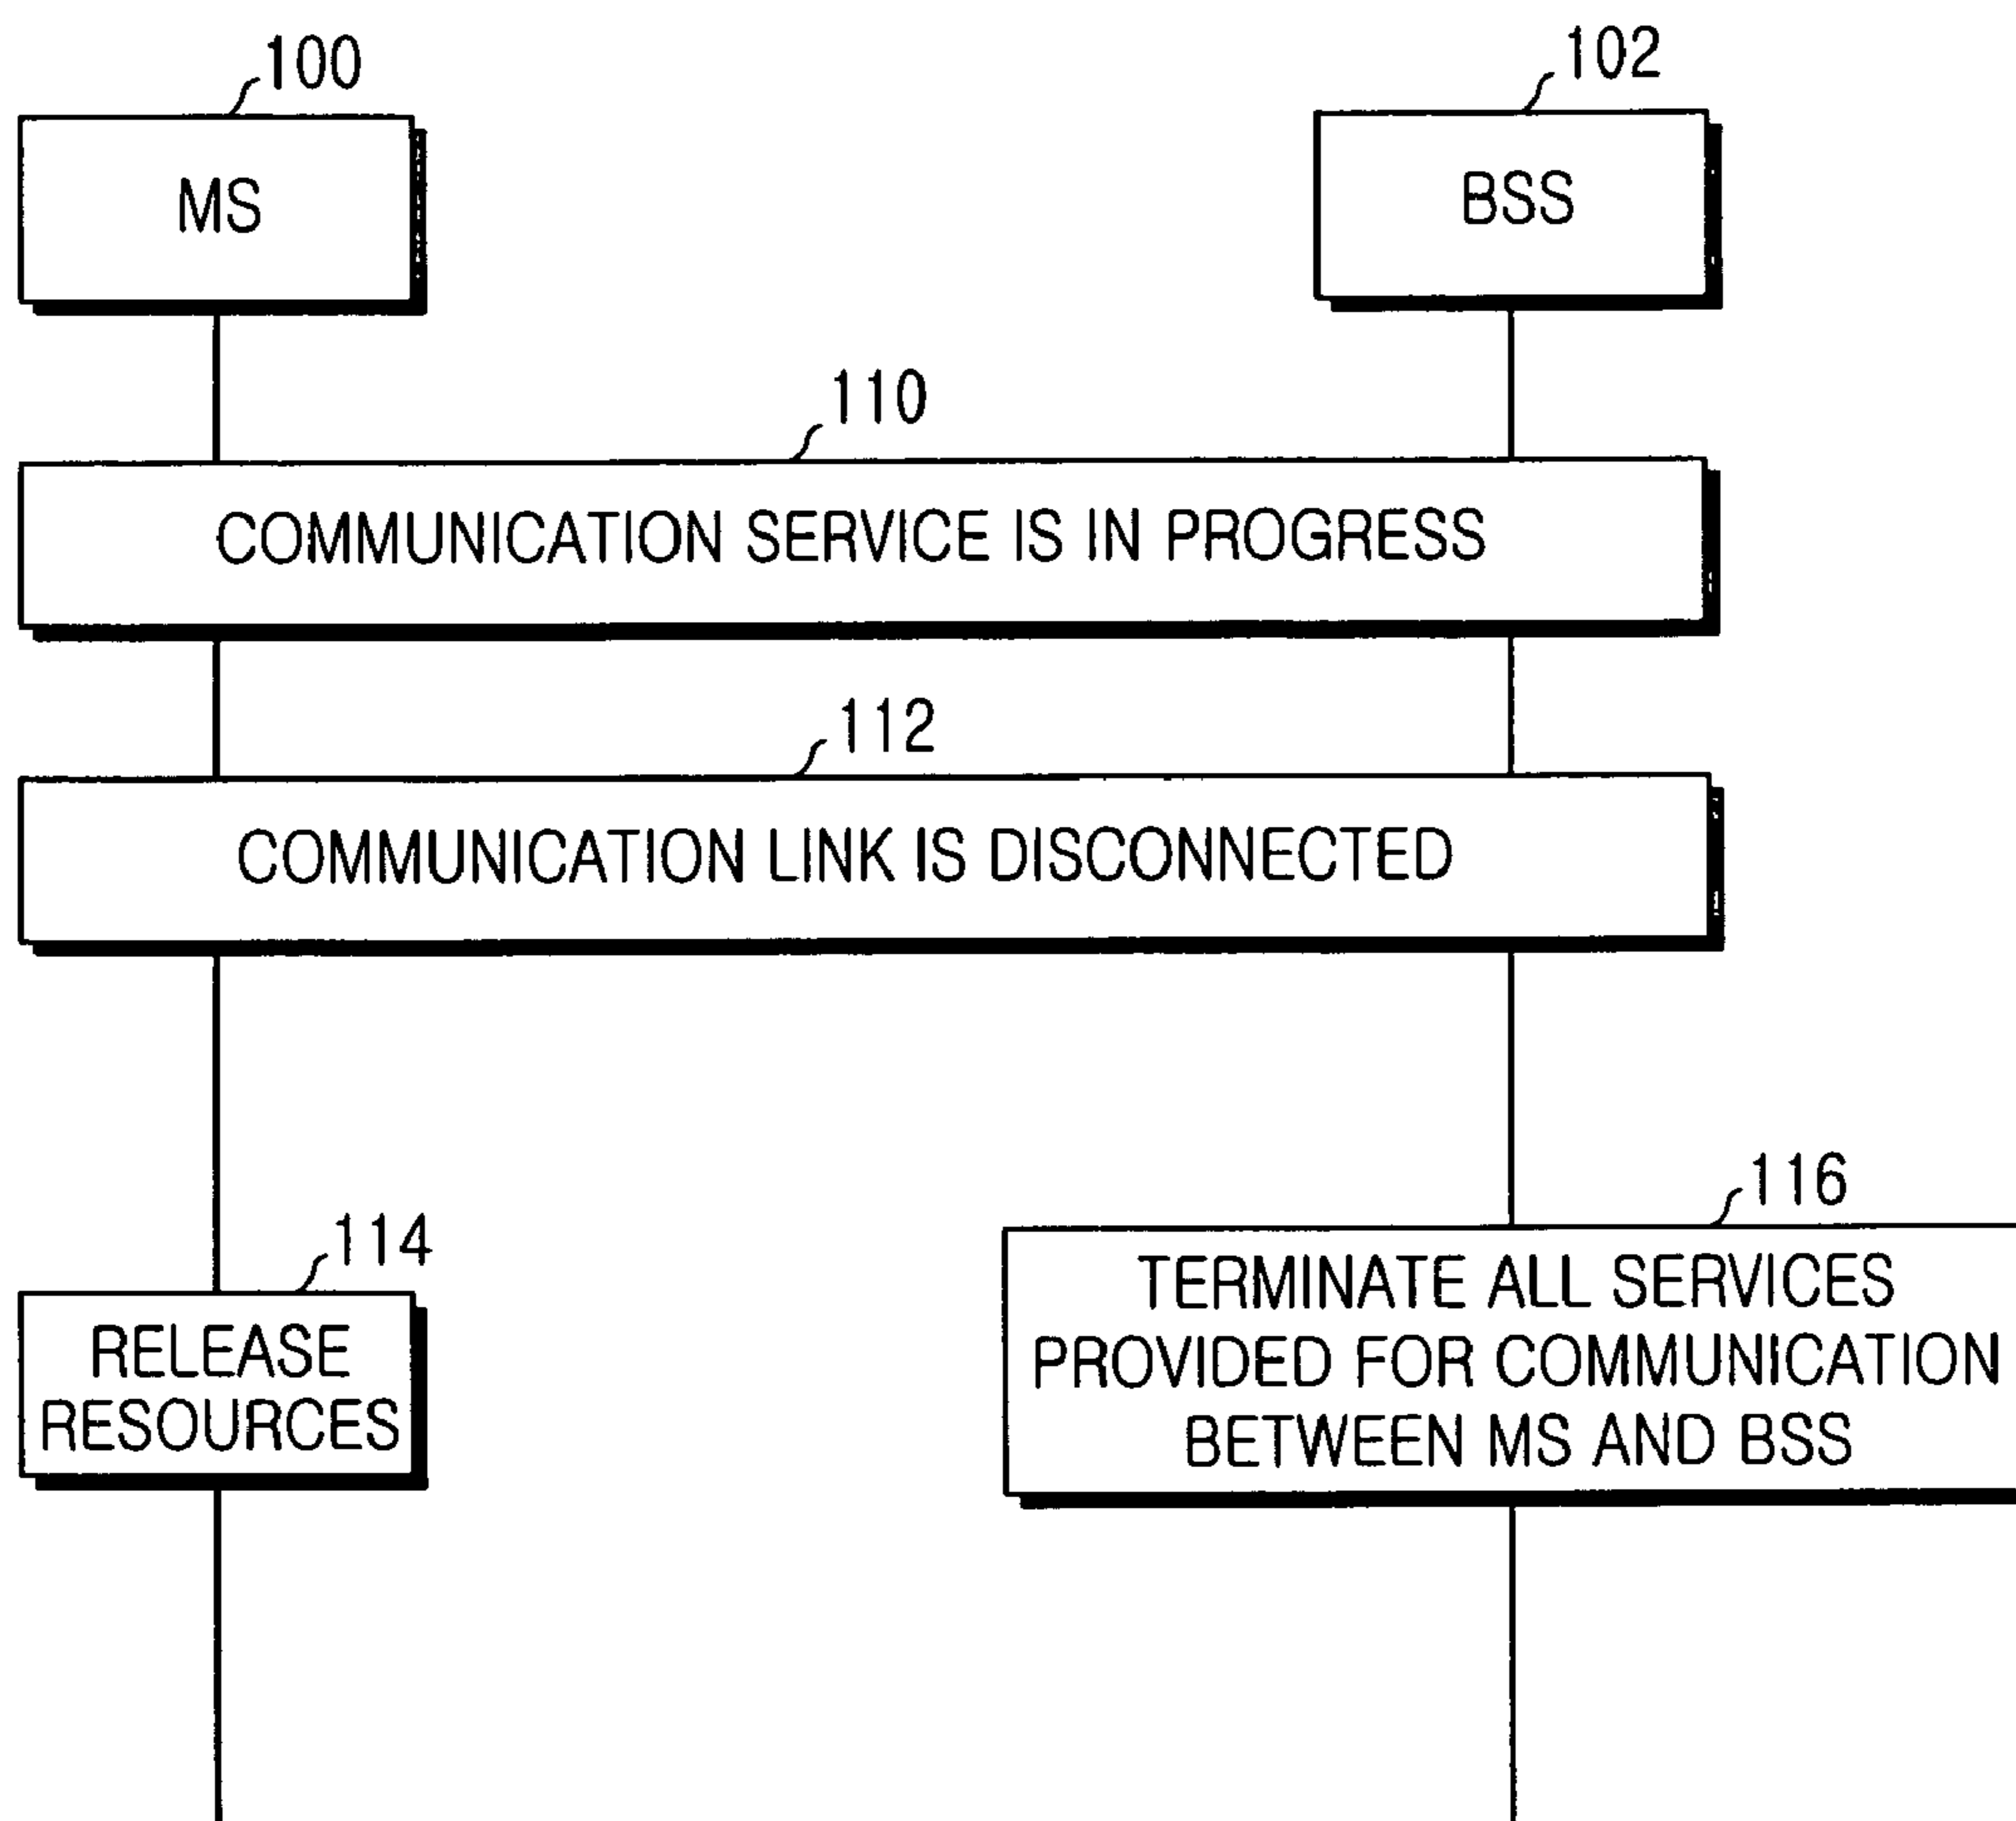 100
102
MS
BSS
110
COMMUNICATION SERVICE IS IN PROGRESS
112
COMMUNICATION LINK IS DISCONNECTED
116
114
TERMINATE ALL SERVICES
PROVIDED FOR COMMUNICATION
BETWEEN MS AND BSS
RELEASE
RESOURCES